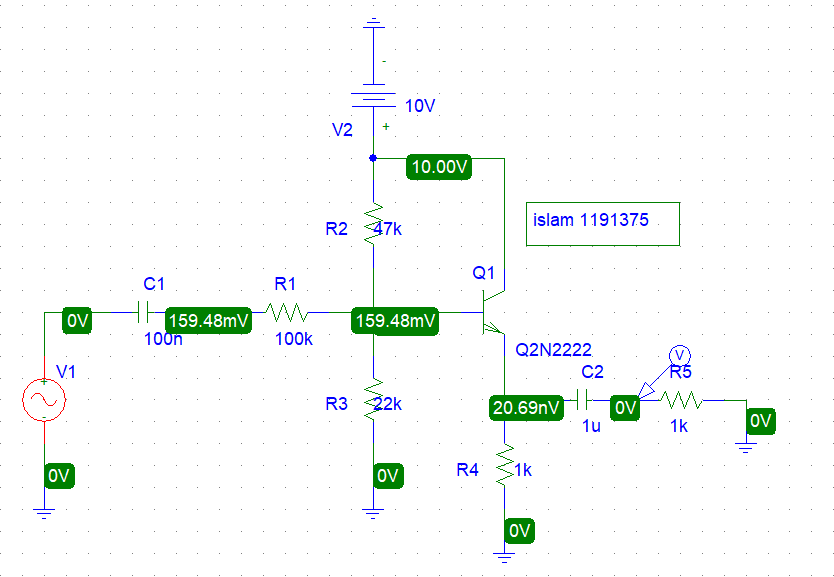 -
10V
V2
+
10.00V
R2
47k
islam 1191375
Q1
C1
R1
0V
159.48mV
159.48mV
100n
100k
Q2N2222
V
V1
C2
R5
+
R3
22k
20.69nV
0V
0V
1u
1k
-
0V
0V
R4
1k
0V